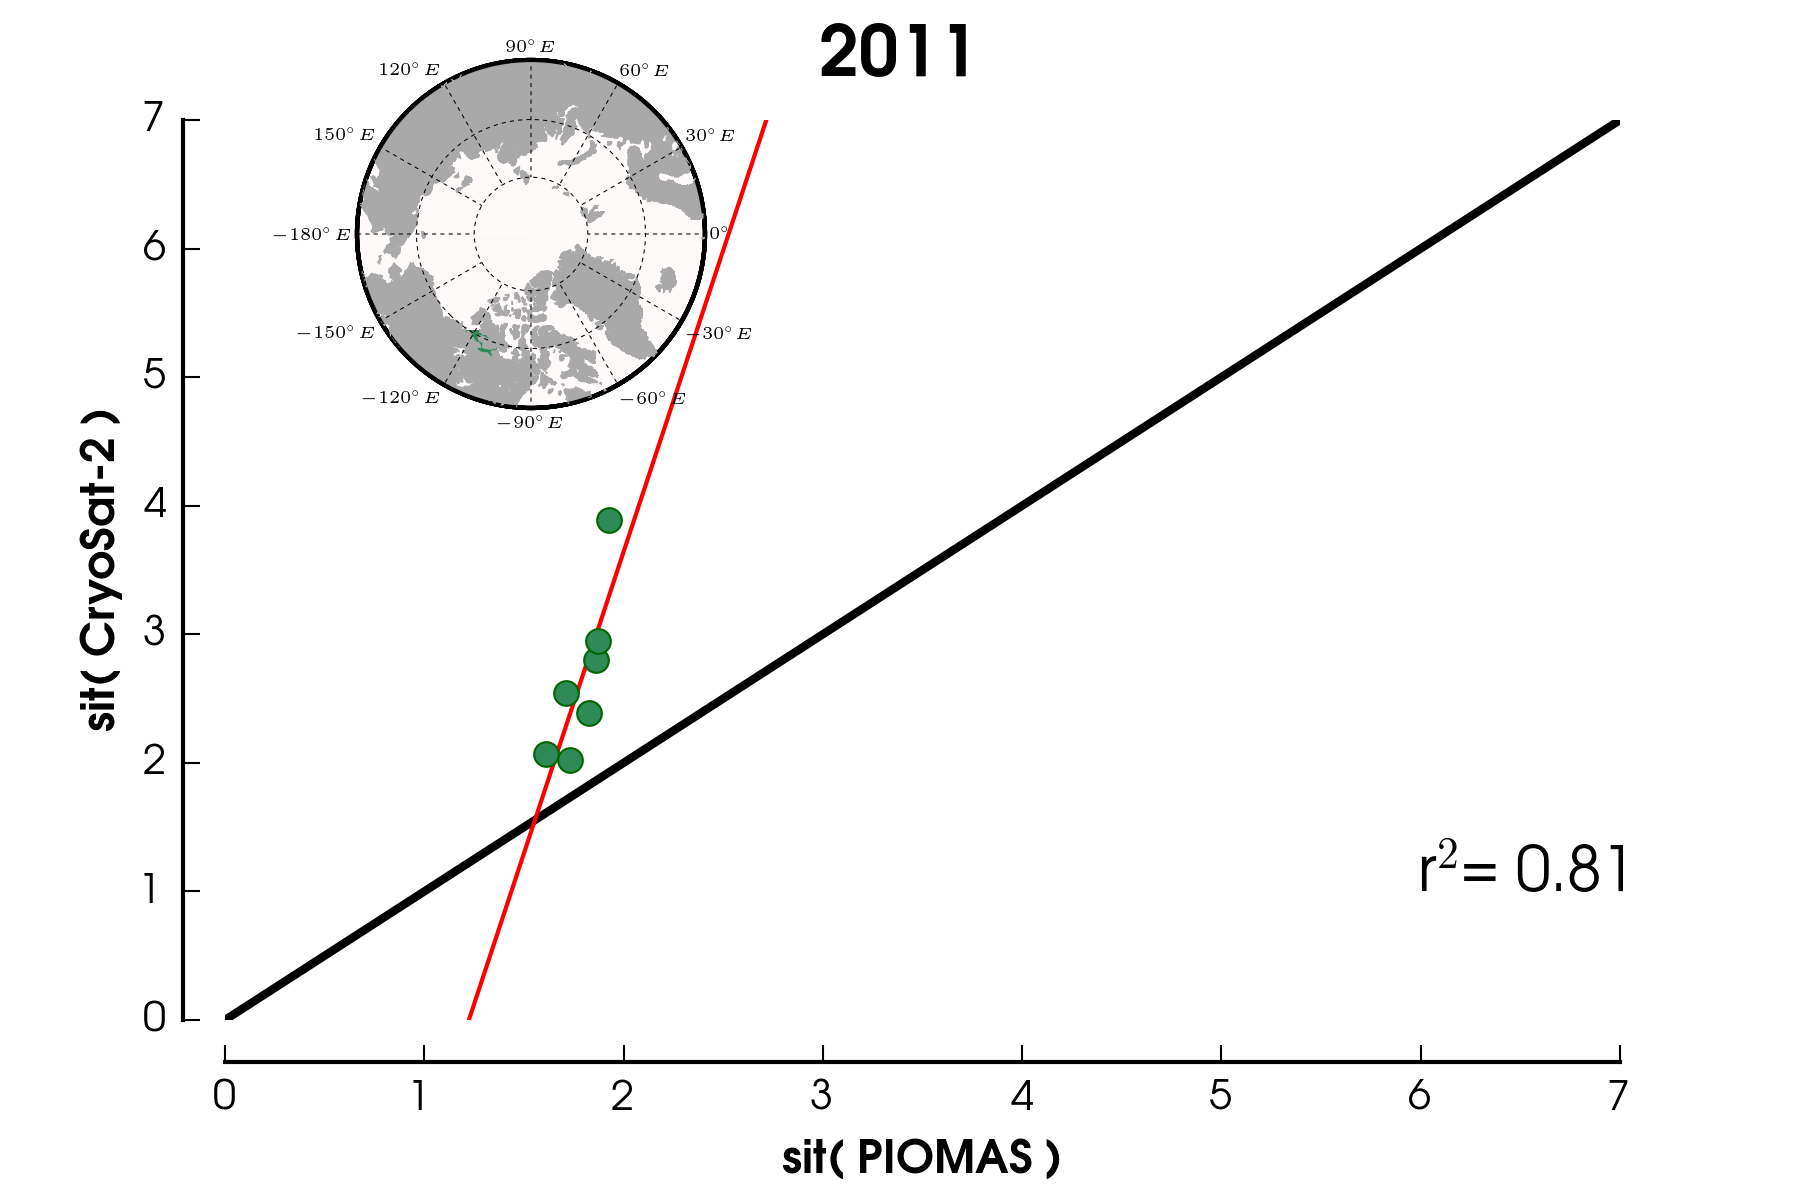 2011
90° E
120° E
60° E
150° E
30° E
−180° E
0°
−150° E
−30° E
−120° E
−60° E
−90° E
7
6
5
4
3
2
1
0
sit( CryoSat-2 )
r²= 0.81
0 1 2 3 4 5 6 7
sit( PIOMAS )